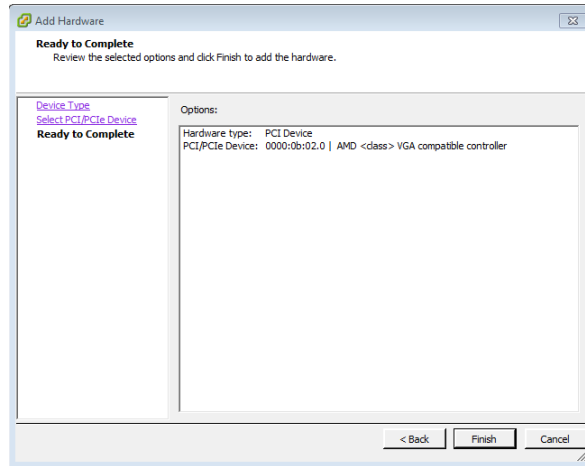 Add Hardware
Ready to Complete
Review the selected options and click Finish to add the hardware.
Device Type
Select PCI/PCIe Device
Ready to Complete
Options:
Hardware type: PCI Device
PCI/PCIe Device: 0000:0b:02.0 | AMD <class> VGA compatible controller
< Back
Finish
Cancel